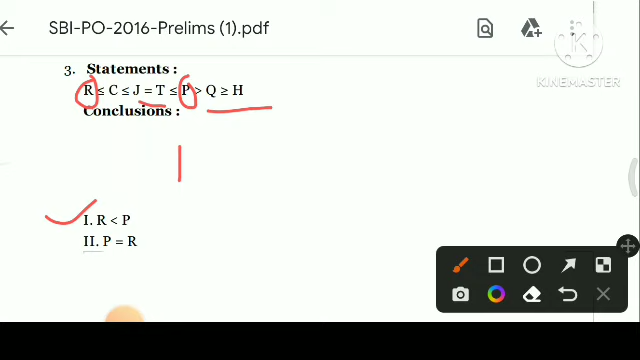 SBI-PO-2016-Prelims (1).pdf
KINEMASTER
3. Statements :
R ≤ C ≤ J = T ≤ P > Q ≥ H
Conclusions :
I. R < P
II. P = R